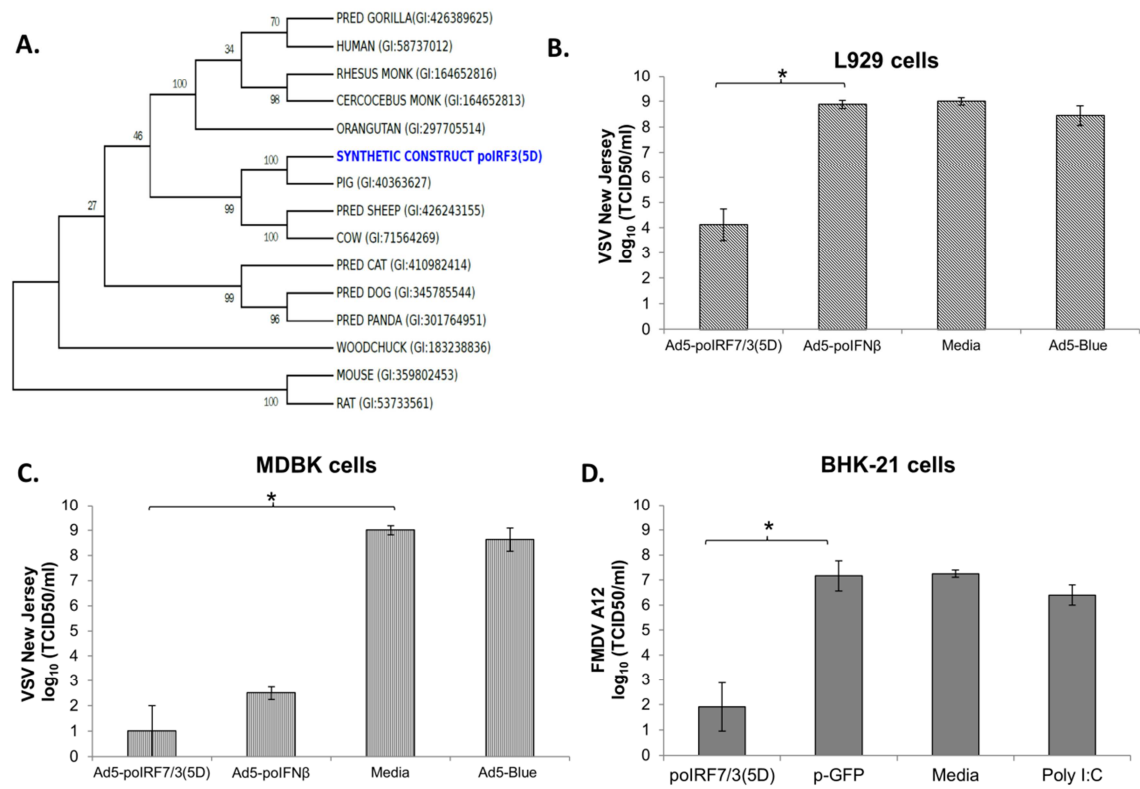 A.
70
PRED GORILLA(GI:426389625)
34
HUMAN (GI:58737012)
RHESUS MONK (GI:164652816)
100
98
CERCOCEBUS MONK (GI:164652813)
46
ORANGUTAN (GI:297705514)
100
SYNTHETIC CONSTRUCT poIRF3(5D)
PIG (GI:40363627)
27
99
PRED SHEEP (GI:426243155)
100
COW (GI:71564269)
PRED CAT (GI:410982414)
99
PRED DOG (GI:345785544)
96
PRED PANDA (GI:301764951)
WOODCHUCK (GI:183238836)
MOUSE (GI:359802453)
100
RAT (GI:53733561)
B.
L929 cells
VSV New Jersey
log10 (TCID50/ml)
10
9
8
7
6
5
4
3
2
1
0
*
Ad5-poIRF7/3(5D) Ad5-poIFNβ Media Ad5-Blue
C.
MDBK cells
VSV New Jersey
log10 (TCID50/ml)
10
9
8
7
6
5
4
3
2
1
0
*
Ad5-poIRF7/3(5D) Ad5-poIFNβ Media Ad5-Blue
D.
BHK-21 cells
FMDV A12
log10 (TCID50/ml)
10
9
8
7
6
5
4
3
2
1
0
*
poIRF7/3(5D) p-GFP Media Poly I:C